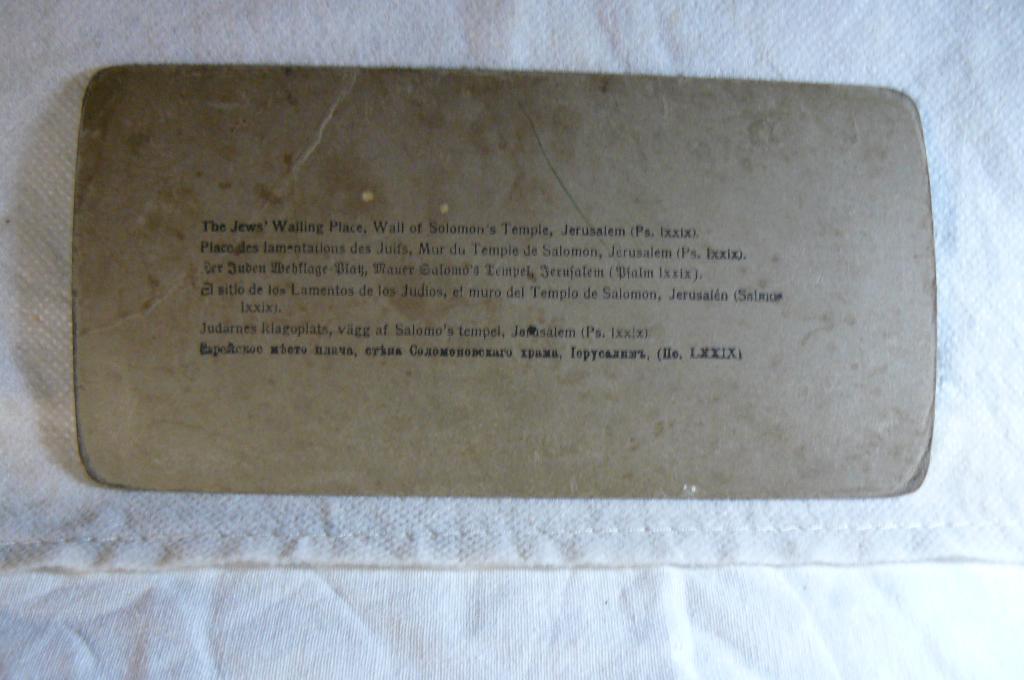 The Jews' Wailing Place, Wall of Solomon's Temple, Jerusalem (Ps. lxxix).
Place des lamentations des Juifs, Mur du Temple de Salomon, Jerusalem (Ps. lxxix).
Der Juden Wehklage-Platz, Mauer Salomo's Tempel, Jerusalem (Psalm lxxix).
El sitio de los Lamentos de los Judios, el muro del Templo de Salomon, Jerusalén (Salmos
lxxix).
Judarnes klagoplats, vägg af Salomo's tempel, Jerusalem (Ps. lxxix)
Еврейское мѣсто плача, стѣна Соломоновскаго храма, Іерусалимъ, (Пс. LXXIX)